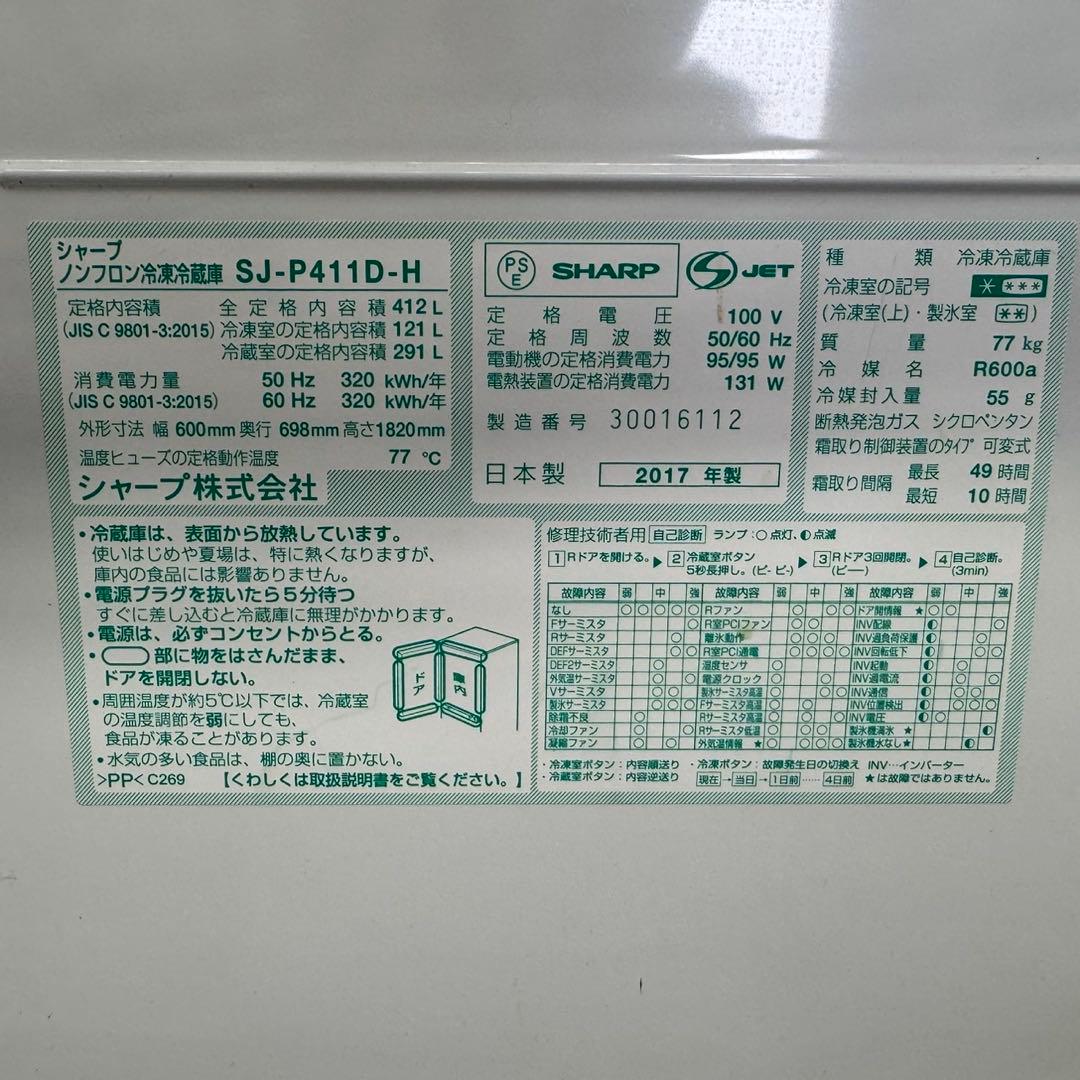 シャープ
ノンフロン冷凍冷蔵庫 SJ-P411D-H
定格内容積 全定格内容積 412 L
(JIS C 9801-3:2015) 冷凍室の定格内容積 121 L
冷蔵室の定格内容積 291 L
消費電力量 50 Hz 320 kWh/年
(JIS C 9801-3:2015) 60 Hz 320 kWh/年
外形寸法 幅 600mm 奥行 698mm 高さ1820mm
温度ヒューズの定格動作温度 77 ℃
シャープ株式会社
PSE SHARP S JET
定格電圧 100 V
定格周波数 50/60 Hz
電動機の定格消費電力 95/95 W
電熱装置の定格消費電力 131 W
製造番号 30016112
日本製 2017 年製
種類 冷凍冷蔵庫
冷凍室の記号 * ***
(冷凍室(上)・製氷室 **)
質量 77 kg
冷媒名 R600a
冷媒封入量 55 g
断熱発泡ガス シクロペンタン
霜取り制御装置のタイプ 可変式
霜取り間隔 最長 49 時間
最短 10 時間
・冷蔵庫は、表面から放熱しています。
使いはじめや夏場は、特に熱くなりますが、
庫内の食品には影響ありません。
・電源プラグを抜いたら5分待つ
すぐに差し込むと冷蔵庫に無理がかかります。
・電源は、必ずコンセントからとる。
・ 部に物をはさんだまま、
ドアを開閉しない。
ドア 庫内
・周囲温度が約5℃以下では、冷蔵室
の温度調節を弱にしても、
食品が凍ることがあります。
・水気の多い食品は、棚の奥に置かない。
>PP< C269 【くわしくは取扱説明書をご覧ください。】
修理技術者用 自己診断 ランプ:○点灯、◐点滅
1 Rドアを開ける。▶ 2 冷蔵室ボタン 5秒長押し。(ピ- ピ-) ▶ 3 Rドア3回開閉。(ピー) ▶ 4 自己診断。(3min)
故障内容 弱 中 強 故障内容 弱 中 強 故障内容 弱 中 強
なし Rファン ドア開情報 ★
Fサーミスタ R室PCIファン INV配線
Rサーミスタ 離氷動作 INV過負荷保護
DEFサーミスタ R室PCI通電 INV回転低下
DEF2サーミスタ 湿度センサ INV起動
外気温サーミスタ 電源クロック INV過電流
Vサーミスタ 製氷サーミスタ高温 INV通信
製氷サーミスタ Fサーミスタ高温 INV位置検出
除霜不良 Rサーミスタ高温 INV電圧
冷却ファン Rサーミスタ低温 製氷機満氷 ★
凝縮ファン 外気温情報 ★ 製氷機水なし ★
・冷凍室ボタン:内容順送り ・冷凍ボタン:故障発生日の切換え INV…インバーター
・冷蔵室ボタン:内容逆送り 現在→当日→1日前……4日前 ★は故障ではありません。